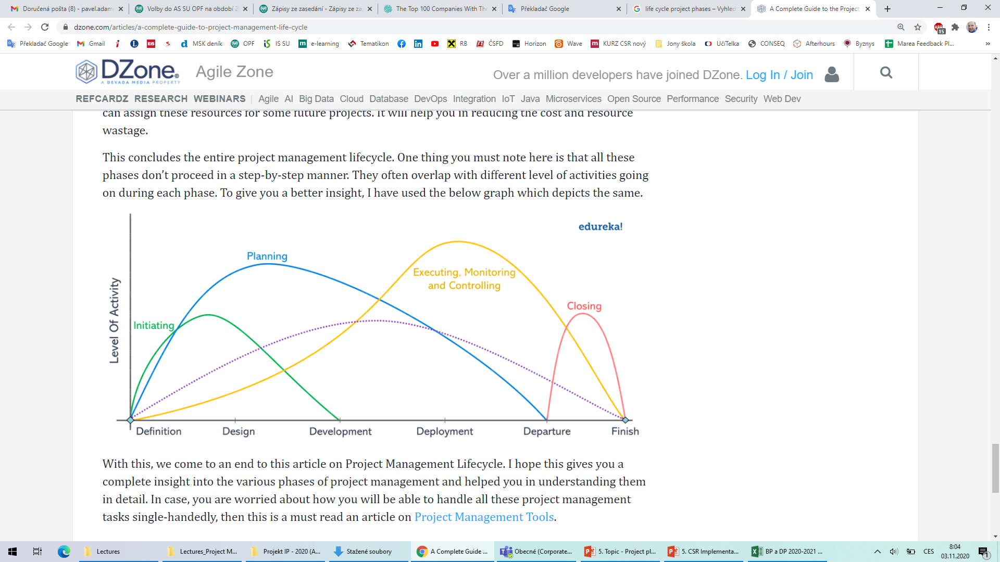 Doručená pošta (8) - pavel.adam
Volby do AS SU OPF na období 2
Zápisy ze zasedání - Zápisy ze za
The Top 100 Companies With The
Překladač Google
life cycle project phases – Vyhled
A Complete Guide to the Project
dzone.com/articles/a-complete-guide-to-project-management-life-cycle
ABP
15
Překladač Google
Gmail
MSK deník
OPF
IS SU
e-learning
Tematikon
RB
ČSFD
Horizon
Wave
KURZ CSR nový
Jony škola
UčíTelka
CONSEQ
Afterhours
Byznys
Marea Feedback Pl...
»
DZone.
A DEVADA MEDIA PROPERTY
Agile Zone
Over a million developers have joined DZone. Log In / Join
REFCARDZ RESEARCH WEBINARS Agile AI Big Data Cloud Database DevOps Integration IoT Java Microservices Open Source Performance Security Web Dev
can assign these resources for some future projects. It will help you in reducing the cost and resource
wastage.
This concludes the entire project management lifecycle. One thing you must note here is that all these
phases don’t proceed in a step-by-step manner. They often overlap with different level of activities going
on during each phase. To give you a better insight, I have used the below graph which depicts the same.
edureka!
Planning
Executing, Monitoring
and Controlling
Closing
Initiating
Level Of Activity
Definition
Design
Development
Deployment
Departure
Finish
With this, we come to an end to this article on Project Management Lifecycle. I hope this gives you a
complete insight into the various phases of project management and helped you in understanding them
in detail. In case, you are worried about how you will be able to handle all these project management
tasks single-handedly, then this is a must read an article on Project Management Tools.
Lectures
Lectures_Project M...
Projekt IP - 2020 (A...
Stažené soubory
A Complete Guide ...
Obecné (Corporate...
5. Topic - Project pl...
5. CSR Implementa...
BP a DP 2020-2021 ...
CES
8:04
03.11.2020
1